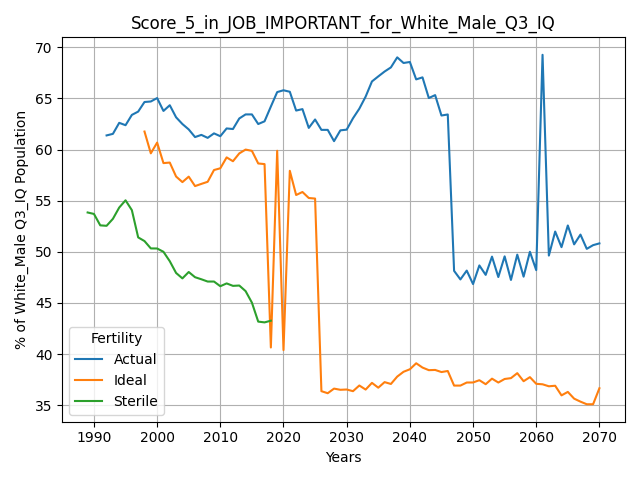 Score_5_in_JOB_IMPORTANT_for_White_Male_Q3_IQ
% of White_Male Q3_IQ Population
70
65
60
55
50
45
40
35
Fertility
Actual
Ideal
Sterile
1990
2000
2010
2020
2030
2040
2050
2060
2070
Years